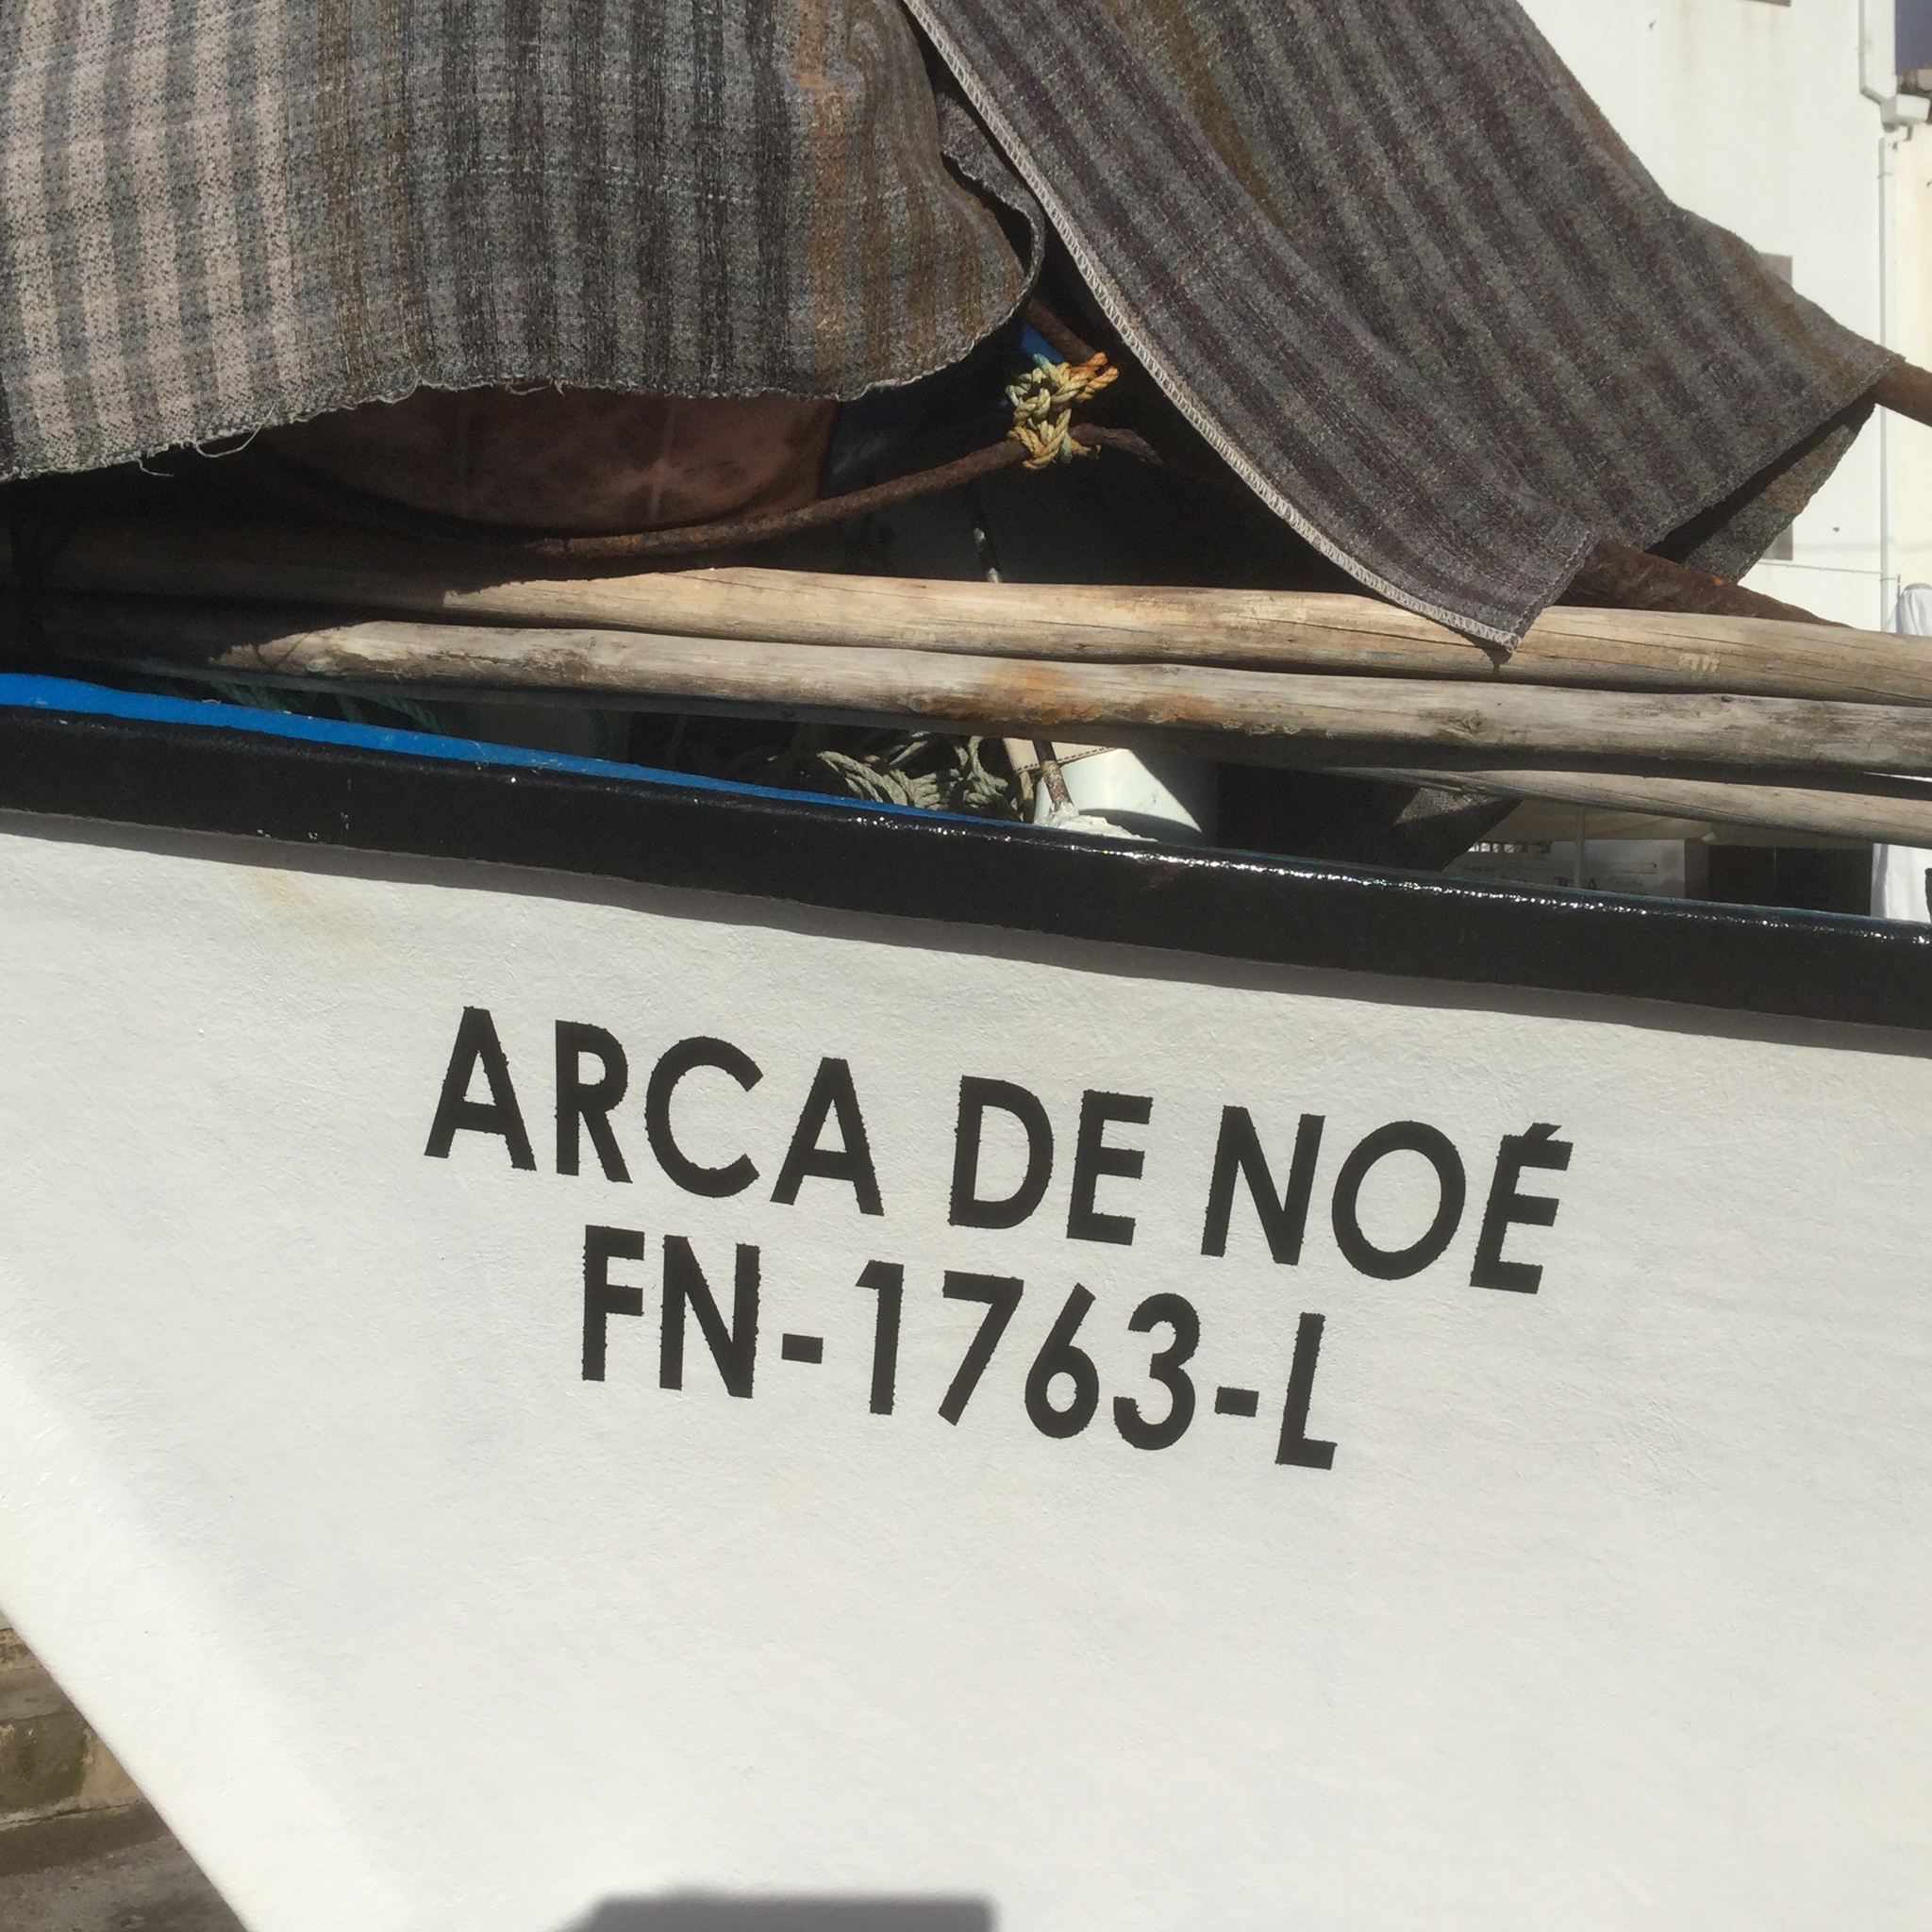 ARCA DE NOÉ
FN-1763-L